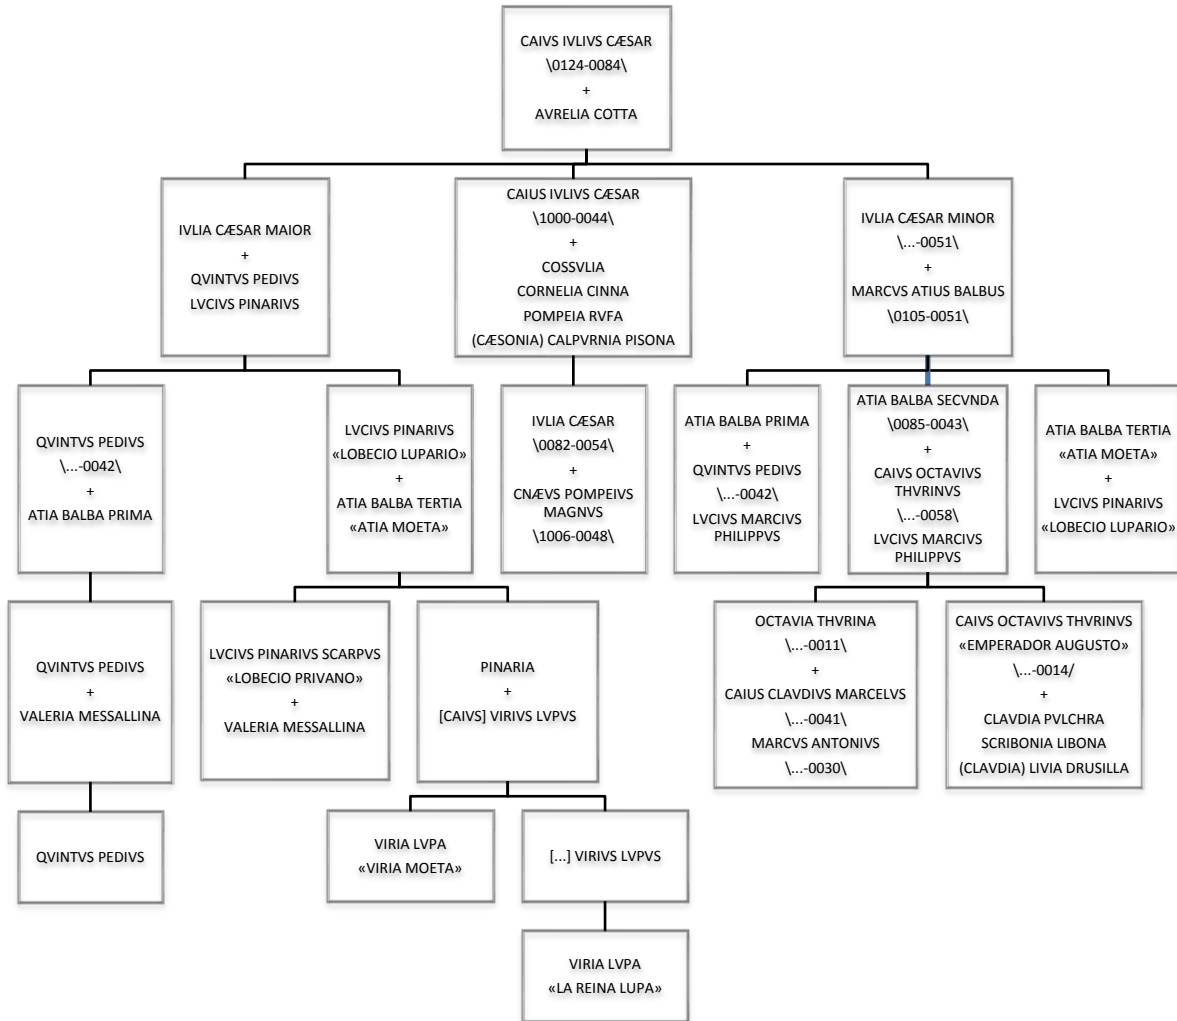 CAIVS IVLIVS CÆSAR
\0124-0084\
+
AVRELIA COTTA
IVLIA CÆSAR MAIOR
+
QVINTVS PEDIVS
LVCIVS PINARIVS
CAIUS IVLIVS CÆSAR
\1000-0044\
+
COSSVLIA
CORNELIA CINNA
POMPEIA RVFA
(CÆSONIA) CALPVRNIA PISONA
IVLIA CÆSAR MINOR
\...-0051\
+
MARCVS ATIUS BALBUS
\0105-0051\
QVINTVS PEDIVS
\...-0042\
+
ATIA BALBA PRIMA
LVCIVS PINARIVS
«LOBECIO LUPARIO»
+
ATIA BALBA TERTIA
«ATIA MOETA»
IVLIA CÆSAR
\0082-0054\
+
CNÆVS POMPEIVS
MAGNVS
\1006-0048\
ATIA BALBA PRIMA
+
QVINTVS PEDIVS
\...-0042\
LVCIVS MARCIVS
PHILIPPVS
ATIA BALBA SECVNDA
\0085-0043\
+
CAIVS OCTAVIVS
THVRINVS
\...-0058\
LVCIVS MARCIVS
PHILIPPVS
ATIA BALBA TERTIA
«ATIA MOETA»
+
LVCIVS PINARIVS
«LOBECIO LUPARIO»
QVINTVS PEDIVS
+
VALERIA MESSALLINA
LVCIVS PINARIVS SCARPVS
«LOBECIO PRIVANO»
+
VALERIA MESSALLINA
PINARIA
+
[CAIVS] VIRIVS LVPVS
OCTAVIA THVRINA
\...-0011\
+
CAIUS CLAVDIVS MARCELVS
\...-0041\
MARCVS ANTONIVS
\...-0030\
CAIVS OCTAVIVS THVRINVS
«EMPERADOR AUGUSTO»
\...-0014/
+
CLAVDIA PVLCHRA
SCRIBONIA LIBONA
(CLAVDIA) LIVIA DRUSILLA
QVINTVS PEDIVS
VIRIA LVPA
«VIRIA MOETA»
[...] VIRIVS LVPVS
VIRIA LVPA
«LA REINA LUPA»